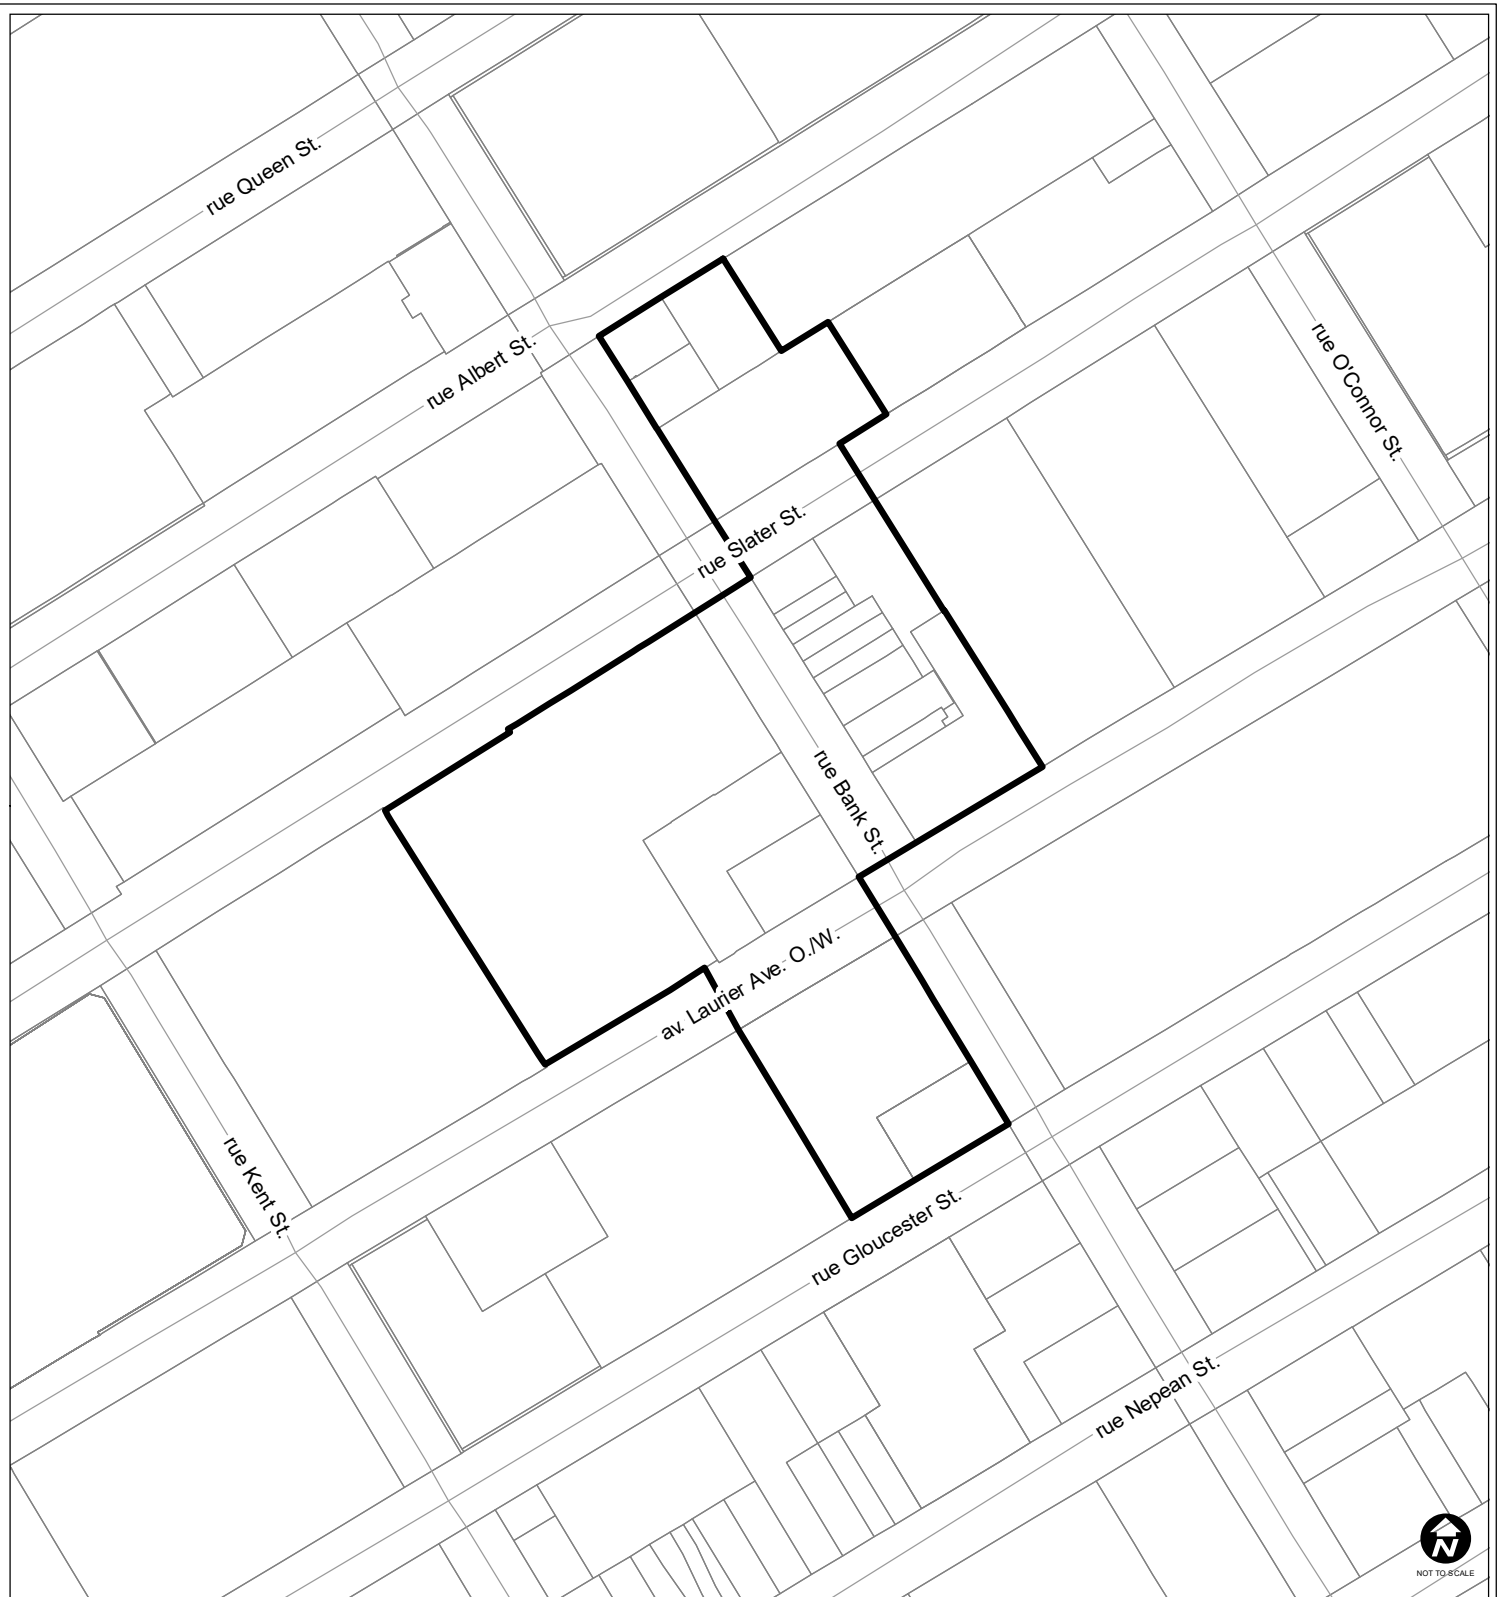 rue Queen St.
rue Albert St.
rue O'Connor St.
rue Slater St.
rue Bank St.
av. Laurier Ave. O./W.
rue Kent St.
rue Gloucester St.
rue Nepean St.
N
NOT TO SCALE